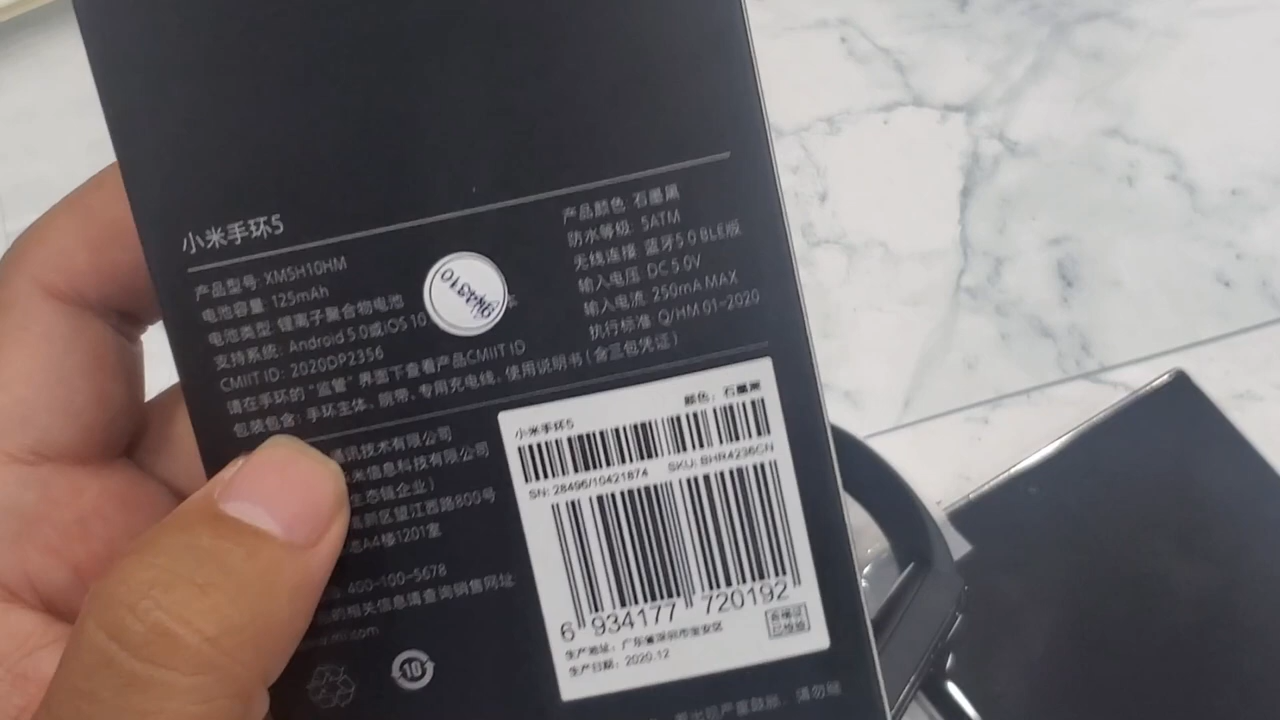 小米手环5
产品型号: XMSH10HM
电池容量: 125mAh
电池类型: 锂离子聚合物电池
支持系统: Android 5.0或iOS 10
CMIIT ID: 2020DP2356
请在手环的“监管”界面下查看产品CMIIT ID
包装包含: 手环主体、腕带、专用充电线、使用说明书(含三包凭证)
产品颜色: 石墨黑
防水等级: 5ATM
无线连接: 蓝牙5.0 BLE版
输入电压: DC 5.0V
输入电流: 250mA MAX
执行标准: Q/HM 01-2020
通讯技术有限公司
米信息科技有限公司
生态链企业)
高新区望江西路800号
A4楼1201室
400-100-5678
的相关信息请查询销售网址:
mi.com
10
小米手环5
颜色: 石墨黑
SN: 28496/10421874
SKU: BHR4236CN
6 934177 720192
生产地址: 广东省深圳市宝安区
生产日期: 2020.12
合格证
已检验